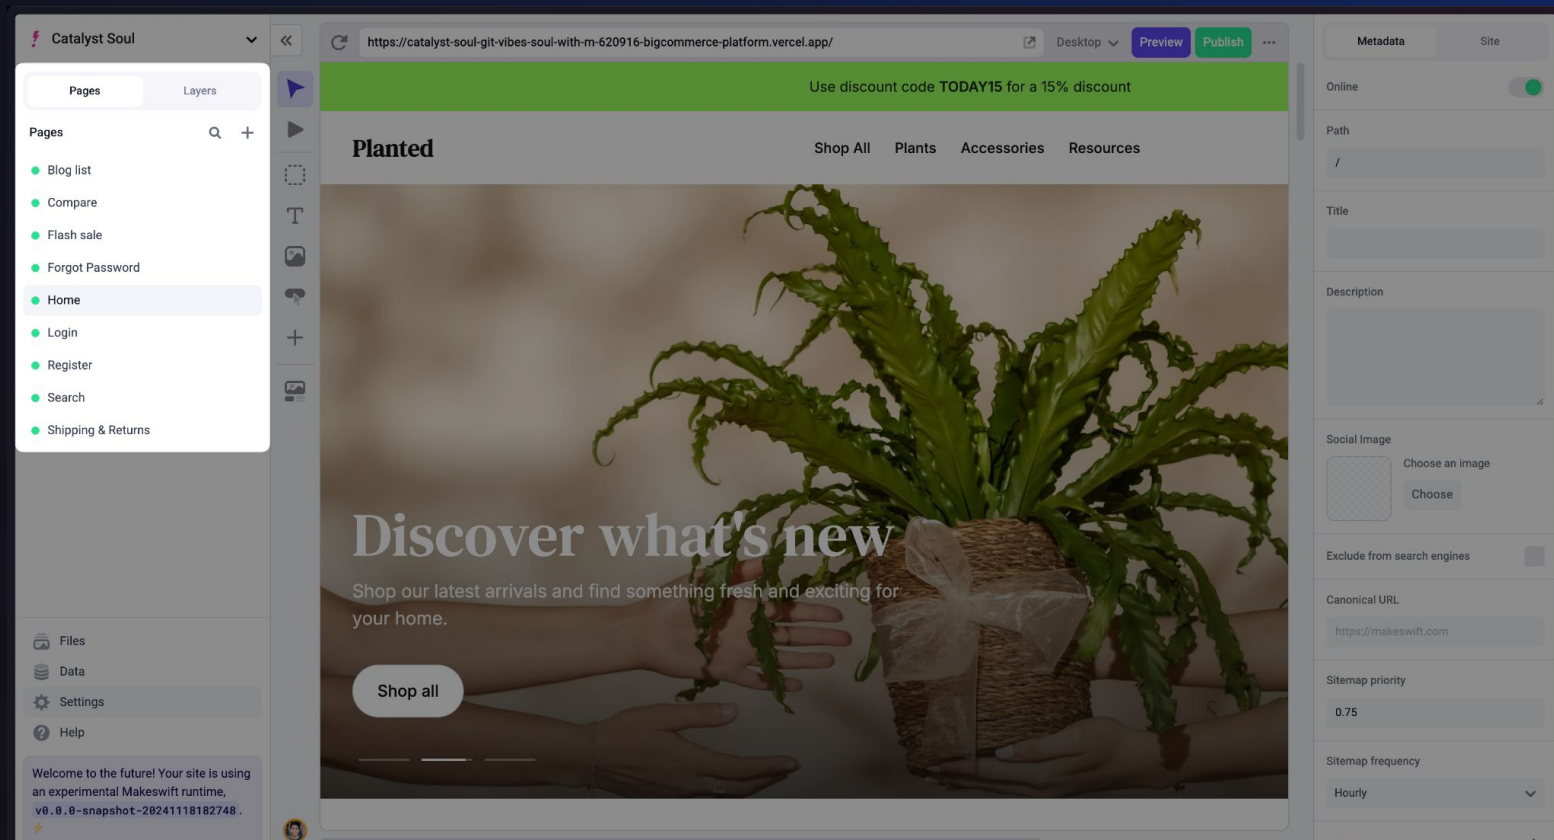 Catalyst Soul
https://catalyst-soul-git-vibes-soul-with-m-620916-bigcommerce-platform.vercel.app/
Desktop
Preview
Publish
Metadata
Site
Pages
Layers
Pages
Blog list
Compare
Flash sale
Forgot Password
Home
Login
Register
Search
Shipping & Returns
Files
Data
Settings
Help
Welcome to the future! Your site is using
an experimental Makeswift runtime,
v0.0.0-snapshot-20241118182748.
Use discount code TODAY15 for a 15% discount
Planted
Shop All
Plants
Accessories
Resources
Discover what's new
Shop our latest arrivals and find something fresh and exciting for
your home.
Shop all
Online
Path
/
Title
Description
Social Image
Choose an image
Choose
Exclude from search engines
Canonical URL
https://makeswift.com
Sitemap priority
0.75
Sitemap frequency
Hourly